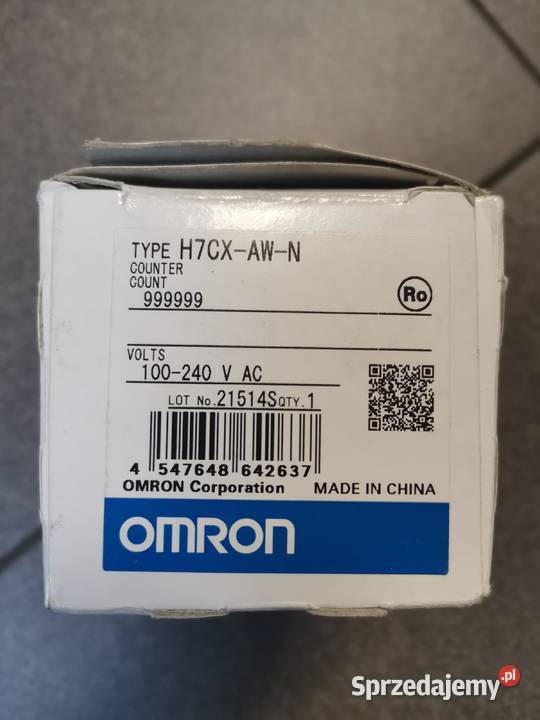 TYPE H7CX-AW-N
COUNTER
COUNT
999999
Ro
VOLTS
100-240 V AC
LOT No.21514S QTY.1
4 547648 642637
OMRON Corporation MADE IN CHINA
OMRON
Sprzedajemy.pl